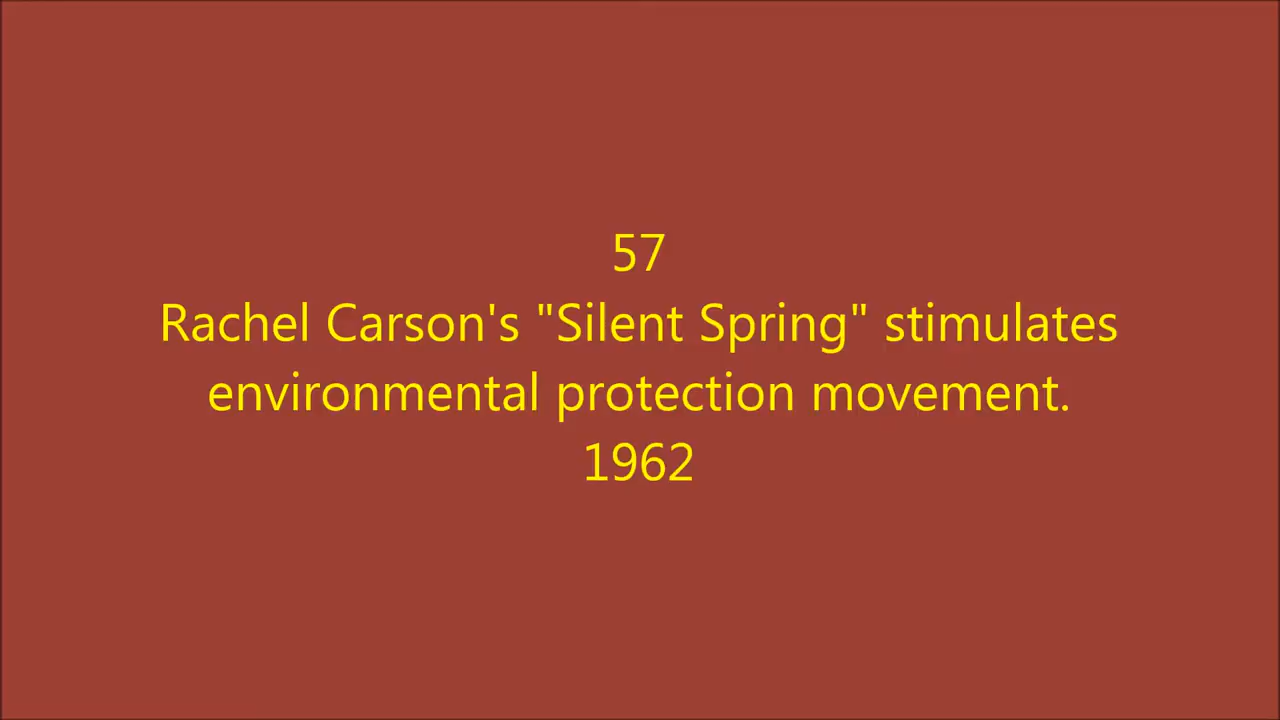 57
Rachel Carson's "Silent Spring" stimulates
environmental protection movement.
1962